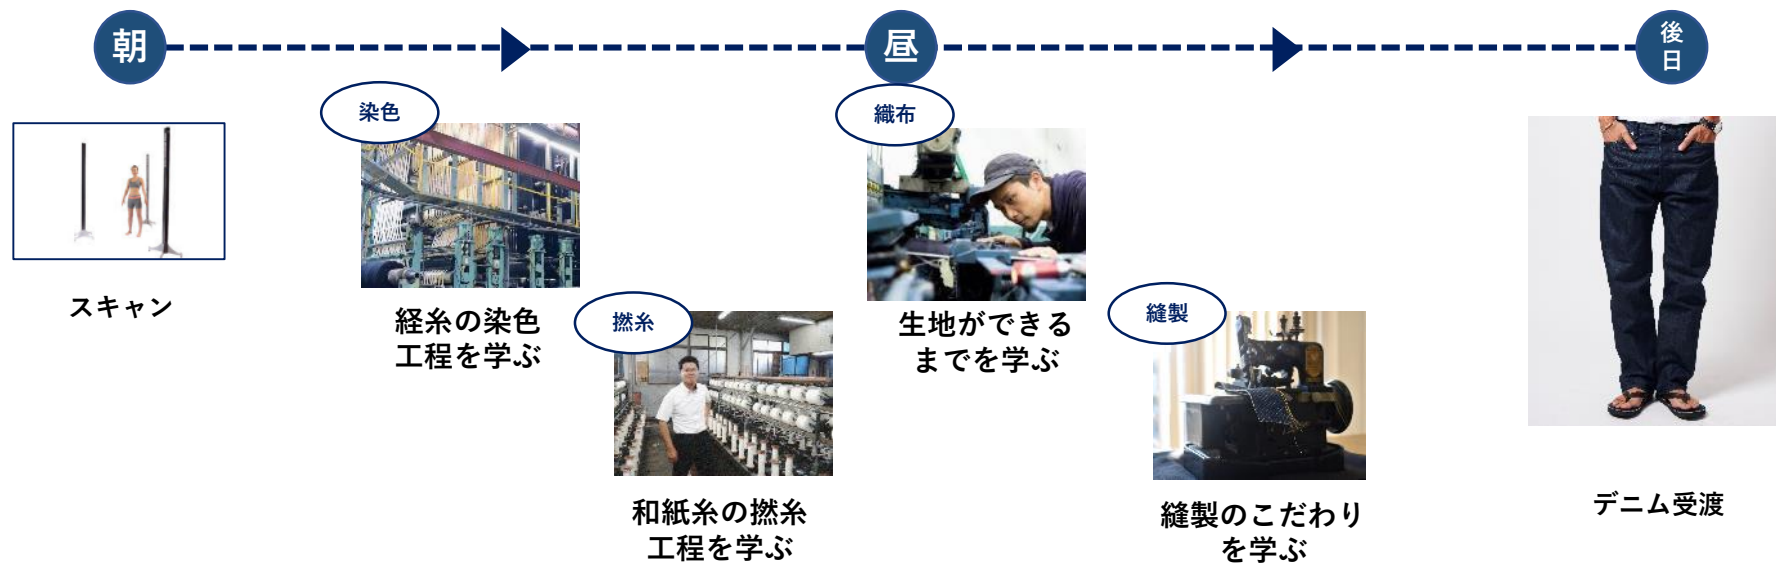 朝
昼
後
日
スキャン
染色
経糸の染色
工程を学ぶ
撚糸
和紙糸の撚糸
工程を学ぶ
織布
生地ができる
までを学ぶ
縫製
縫製のこだわり
を学ぶ
デニム受渡